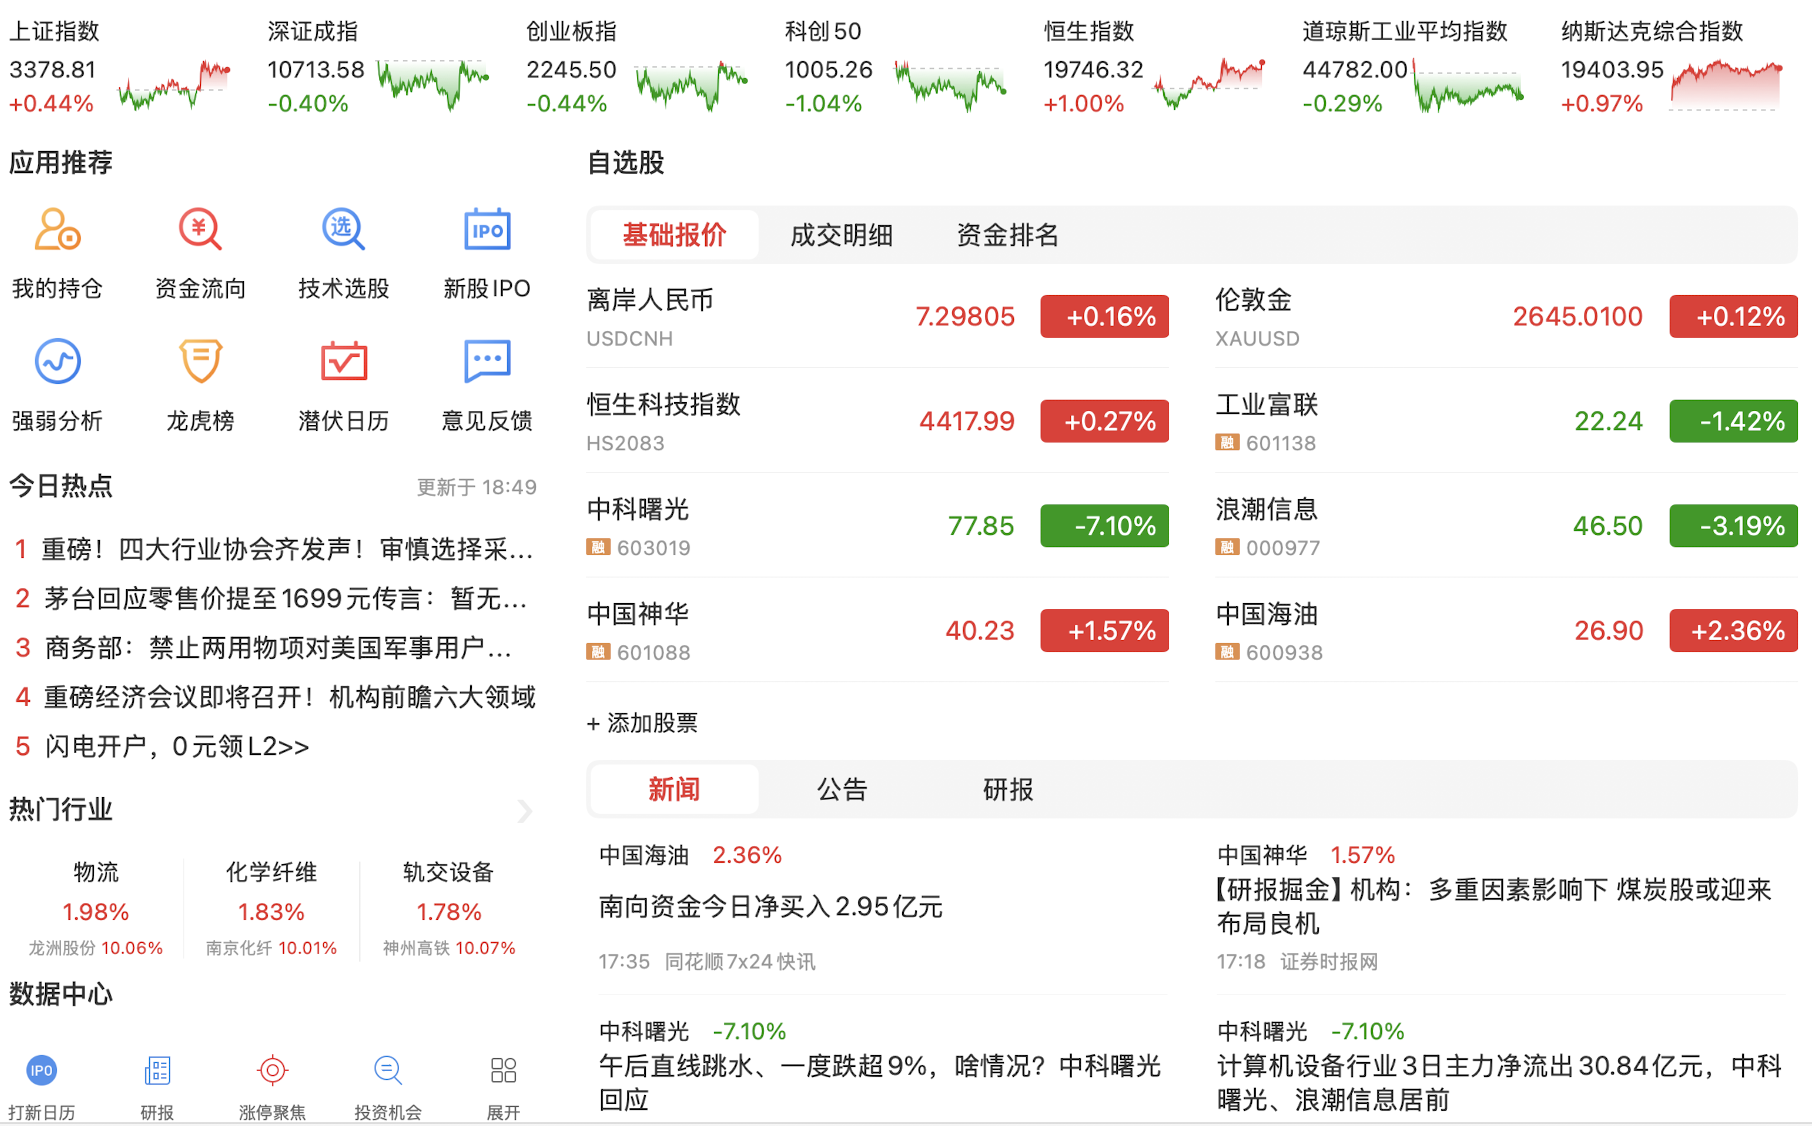 上证指数
3378.81
+0.44%
深证成指
10713.58
-0.40%
创业板指
2245.50
-0.44%
科创50
1005.26
-1.04%
恒生指数
19746.32
+1.00%
道琼斯工业平均指数
44782.00
-0.29%
纳斯达克综合指数
19403.95
+0.97%
应用推荐
¥
选
IPO
我的持仓 资金流向 技术选股 新股IPO
强弱分析 龙虎榜 潜伏日历 意见反馈
今日热点 更新于 18:49
1 重磅！四大行业协会齐发声！审慎选择采...
2 茅台回应零售价提至1699元传言：暂无...
3 商务部：禁止两用物项对美国军事用户...
4 重磅经济会议即将召开！机构前瞻六大领域
5 闪电开户，0元领L2>>
热门行业
物流
1.98%
龙洲股份 10.06%
化学纤维
1.83%
南京化纤 10.01%
轨交设备
1.78%
神州高铁 10.07%
数据中心
IPO
打新日历 研报 涨停聚焦 投资机会 展开
自选股
基础报价 成交明细 资金排名
离岸人民币 7.29805 +0.16%
USDCNH
伦敦金 2645.0100 +0.12%
XAUUSD
恒生科技指数 4417.99 +0.27%
HS2083
工业富联 22.24 -1.42%
融 601138
中科曙光 77.85 -7.10%
融 603019
浪潮信息 46.50 -3.19%
融 000977
中国神华 40.23 +1.57%
融 601088
中国海油 26.90 +2.36%
融 600938
+ 添加股票
新闻 公告 研报
中国海油 2.36%
南向资金今日净买入2.95亿元
17:35 同花顺7x24快讯
中国神华 1.57%
【研报掘金】机构：多重因素影响下 煤炭股或迎来
布局良机
17:18 证券时报网
中科曙光 -7.10%
午后直线跳水、一度跌超9%，啥情况？中科曙光
回应
中科曙光 -7.10%
计算机设备行业3日主力净流出30.84亿元，中科
曙光、浪潮信息居前